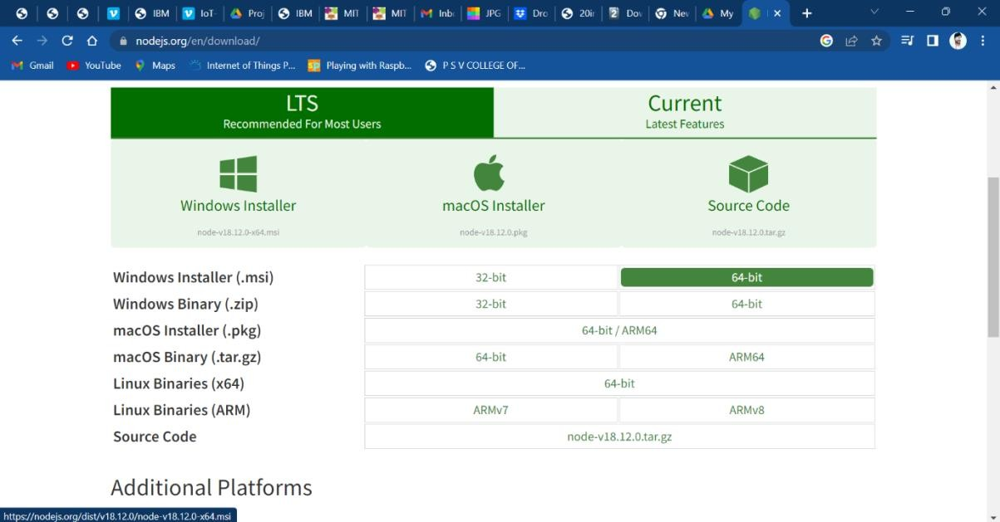 IBM
IoT-
Proj
IBM
MIT
MIT
Inb
JPG
Dro
20in
Dov
Nev
My
nodejs.org/en/download/
Gmail
YouTube
Maps
Internet of Things P...
Playing with Raspb...
P S V COLLEGE OF...
LTS
Recommended For Most Users
Current
Latest Features
Windows Installer
macOS Installer
Source Code
node-v18.12.0-x64.msi
node-v18.12.0.pkg
node-v18.12.0.tar.gz
Windows Installer (.msi) 32-bit 64-bit
Windows Binary (.zip) 32-bit 64-bit
macOS Installer (.pkg) 64-bit / ARM64
macOS Binary (.tar.gz) 64-bit ARM64
Linux Binaries (x64) 64-bit
Linux Binaries (ARM) ARMv7 ARMv8
Source Code node-v18.12.0.tar.gz
Additional Platforms
https://nodejs.org/dist/v18.12.0/node-v18.12.0-x64.msi